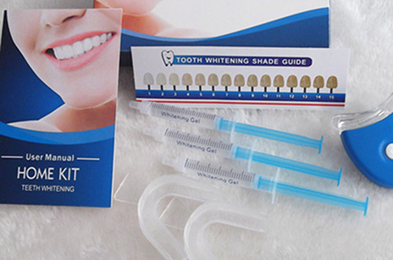 TOOTH WHITENING SHADE GUIDE
1 2 3 4 5 6 7 8 9 10 11 12 13 14 15
Whitening Gel
Whitening Gel
Whitening Gel
User Manual
HOME KIT
TEETH WHITENING